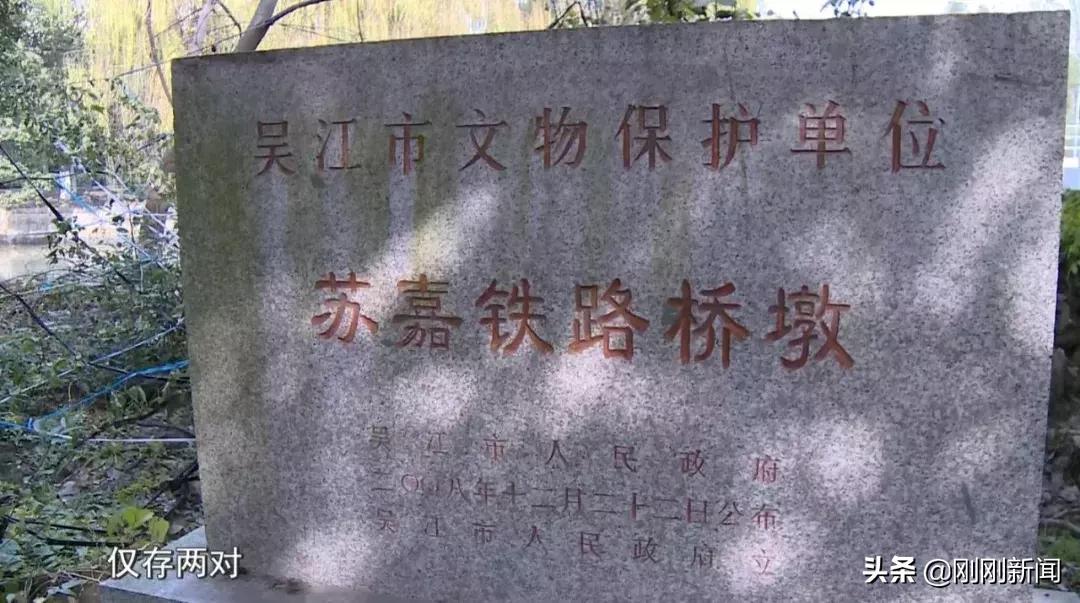 吴江市文物保护单位
苏嘉铁路桥墩
吴江市人民政府
二〇〇八年十二月二十二日公布
吴江市人民政府立
仅存两对
头条 @刚刚新闻